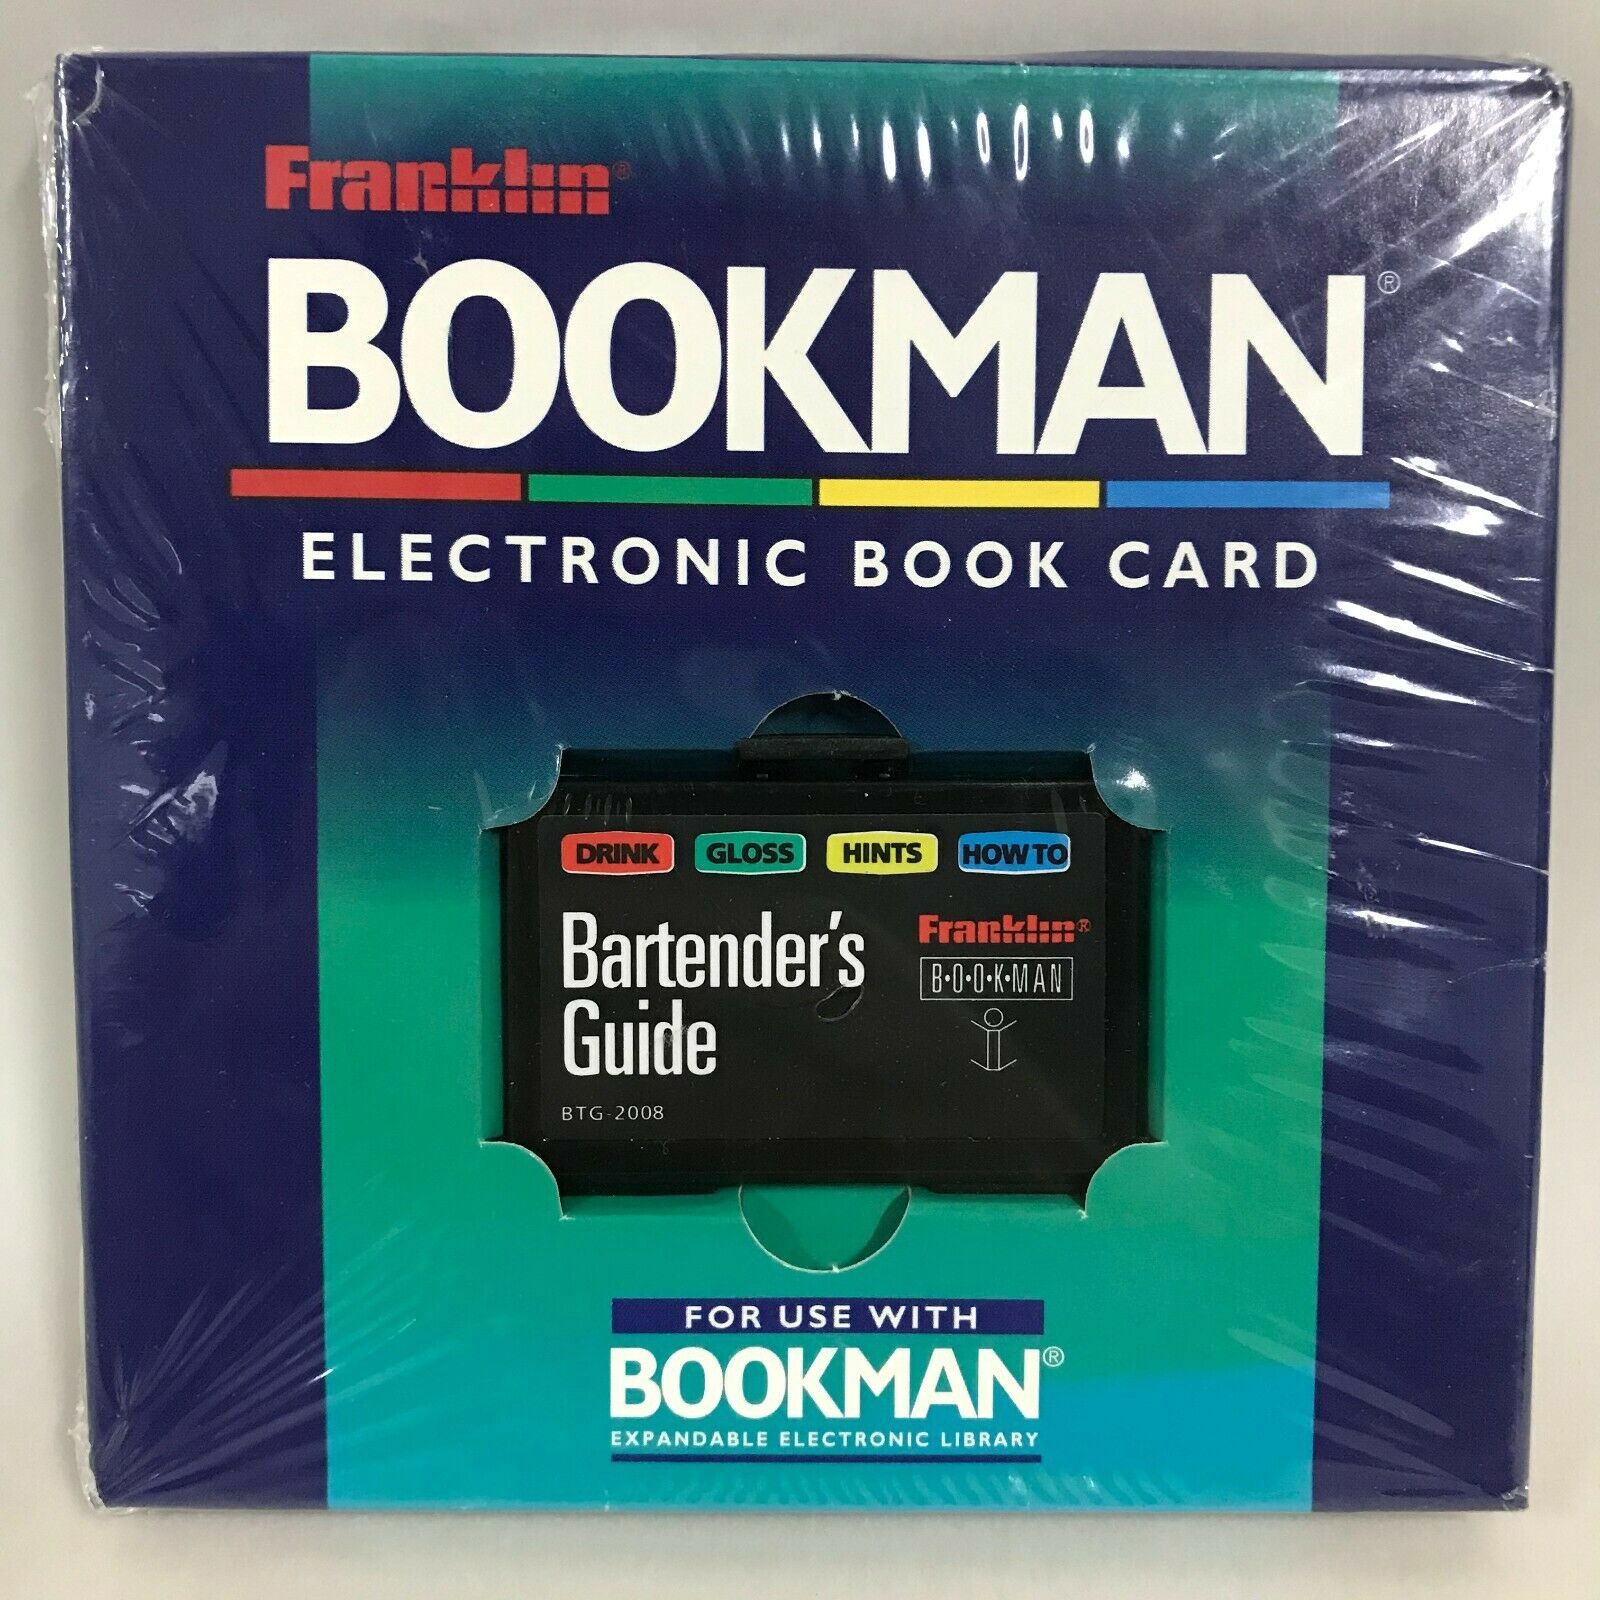 Franklin®
BOOKMAN®
ELECTRONIC BOOK CARD
DRINK GLOSS HINTS HOW TO
Bartender's
Guide
BTG-2008
Franklin®
B·O·O·K·MAN
FOR USE WITH
BOOKMAN®
EXPANDABLE ELECTRONIC LIBRARY